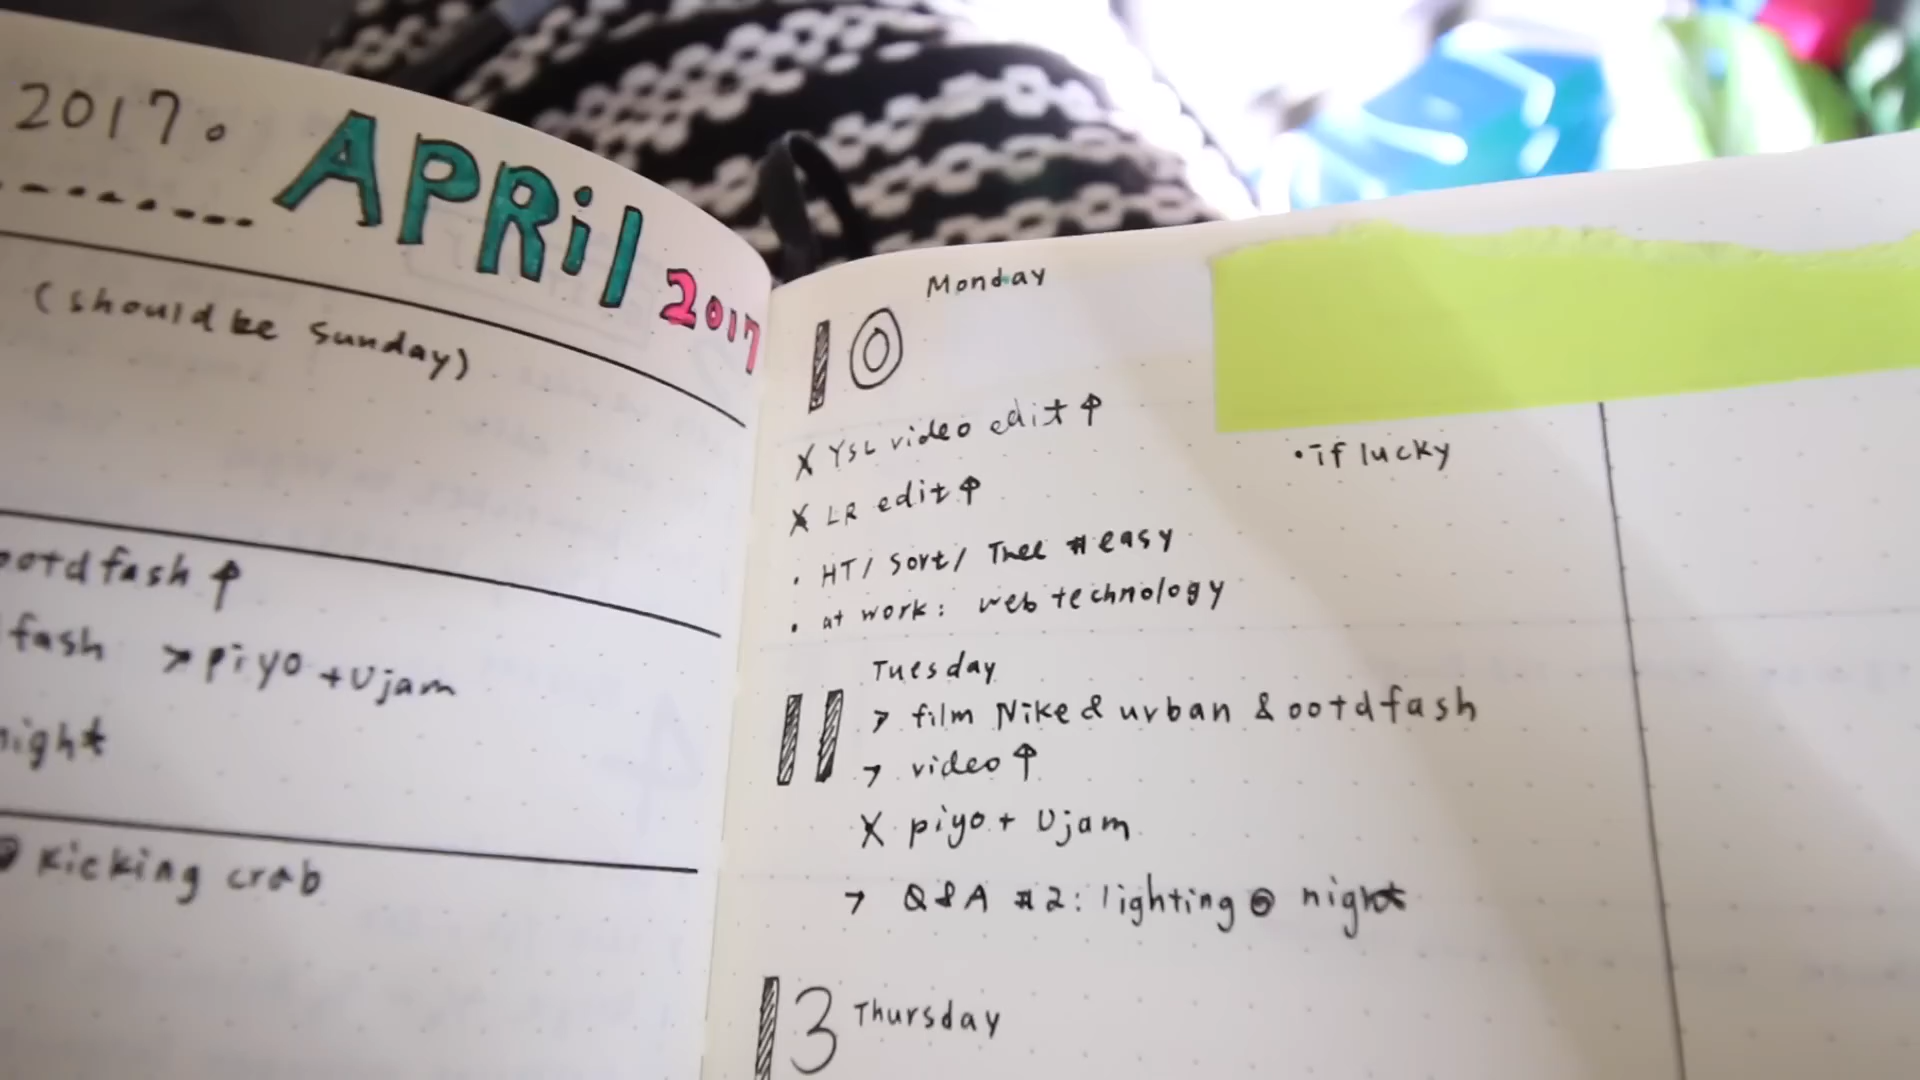 2017.
APRil 2017
(should be Sunday)
ootdfash ↑
fash > piyo + Ujam
night
@ Kicking crab
Monday
10
x YSL video edit ↑
x LR edit ↑
• HT / Sort / Tree #easy
• at work: web technology
• if lucky
Tuesday
11
> film Nike & urban & ootdfash
> video ↑
x piyo + Ujam
> Q&A #2: lighting @ night
13 Thursday